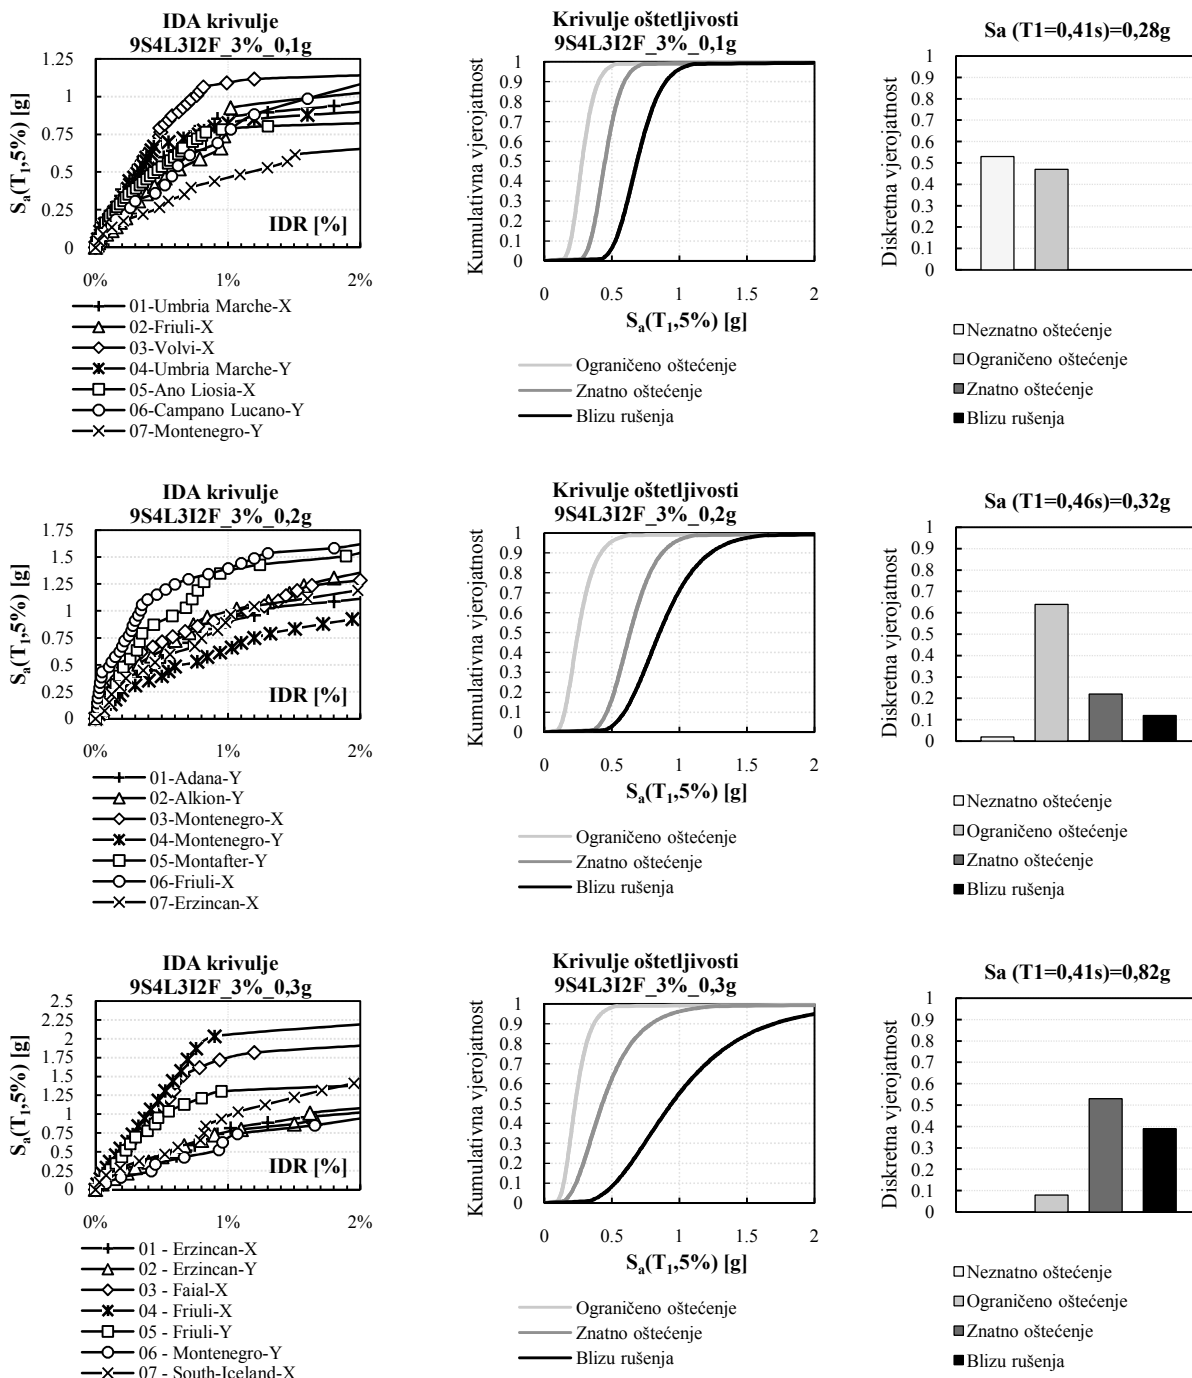 IDA krivulje
9S4L3I2F_3%_0,1g
1.25
1
0.75
0.5
0.25
0
Sa(T1,5%) [g]
IDR [%]
0% 1% 2%
01-Umbria Marche-X
02-Friuli-X
03-Volvi-X
04-Umbria Marche-Y
05-Ano Liosia-X
06-Campano Lucano-Y
07-Montenegro-Y
Krivulje oštetljivosti
9S4L3I2F_3%_0,1g
1
0.9
0.8
0.7
0.6
0.5
0.4
0.3
0.2
0.1
0
Kumulativna vjerojatnost
0 0.5 1 1.5 2
Sa(T1,5%) [g]
Ograničeno oštećenje
Znatno oštećenje
Blizu rušenja
Sa (T1=0,41s)=0,28g
1
0.9
0.8
0.7
0.6
0.5
0.4
0.3
0.2
0.1
0
Diskretna vjerojatnost
Neznatno oštećenje
Ograničeno oštećenje
Znatno oštećenje
Blizu rušenja
IDA krivulje
9S4L3I2F_3%_0,2g
1.75
1.5
1.25
1
0.75
0.5
0.25
0
Sa(T1,5%) [g]
IDR [%]
0% 1% 2%
01-Adana-Y
02-Alkion-Y
03-Montenegro-X
04-Montenegro-Y
05-Montafter-Y
06-Friuli-X
07-Erzincan-X
Krivulje oštetljivosti
9S4L3I2F_3%_0,2g
1
0.9
0.8
0.7
0.6
0.5
0.4
0.3
0.2
0.1
0
Kumulativna vjerojatnost
0 0.5 1 1.5 2
Sa(T1,5%) [g]
Ograničeno oštećenje
Znatno oštećenje
Blizu rušenja
Sa (T1=0,46s)=0,32g
1
0.9
0.8
0.7
0.6
0.5
0.4
0.3
0.2
0.1
0
Diskretna vjerojatnost
Neznatno oštećenje
Ograničeno oštećenje
Znatno oštećenje
Blizu rušenja
IDA krivulje
9S4L3I2F_3%_0,3g
2.5
2.25
2
1.75
1.5
1.25
1
0.75
0.5
0.25
0
Sa(T1,5%) [g]
IDR [%]
0% 1% 2%
01 - Erzincan-X
02 - Erzincan-Y
03 - Faial-X
04 - Friuli-X
05 - Friuli-Y
06 - Montenegro-Y
07 - South-Iceland-X
Krivulje oštetljivosti
9S4L3I2F_3%_0,3g
1
0.9
0.8
0.7
0.6
0.5
0.4
0.3
0.2
0.1
0
Kumulativna vjerojatnost
0 0.5 1 1.5 2
Sa(T1,5%) [g]
Ograničeno oštećenje
Znatno oštećenje
Blizu rušenja
Sa (T1=0,41s)=0,82g
1
0.9
0.8
0.7
0.6
0.5
0.4
0.3
0.2
0.1
0
Diskretna vjerojatnost
Neznatno oštećenje
Ograničeno oštećenje
Znatno oštećenje
Blizu rušenja